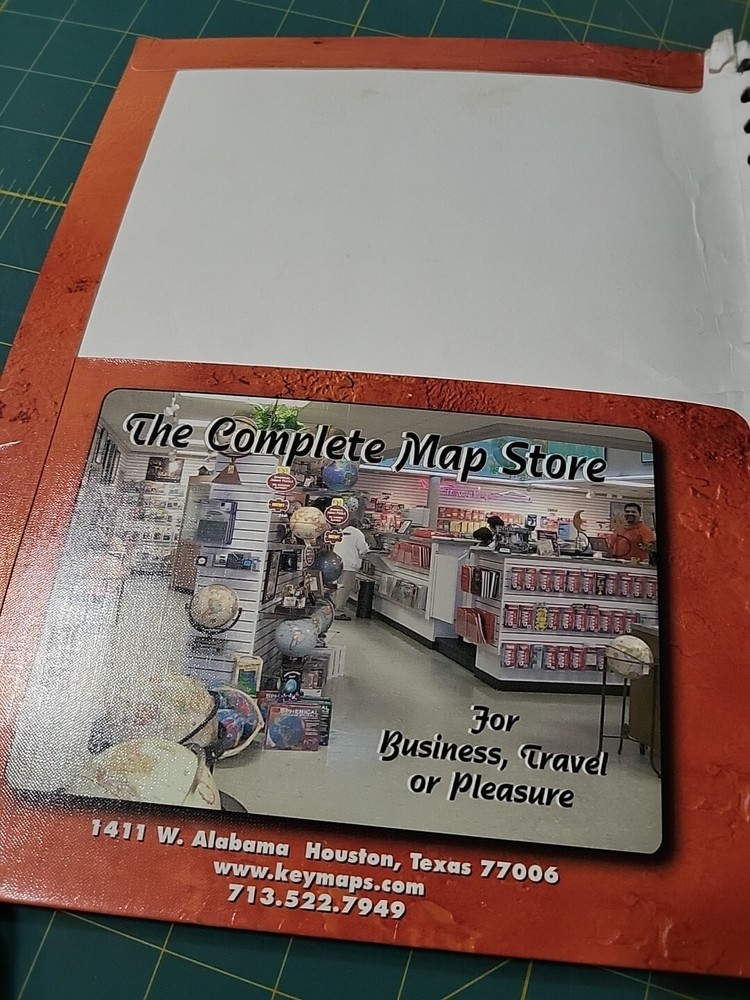 The Complete Map Store
SPHERICAL
For
Business, Travel
or Pleasure
1411 W. Alabama Houston, Texas 77006
www.keymaps.com
713.522.7949